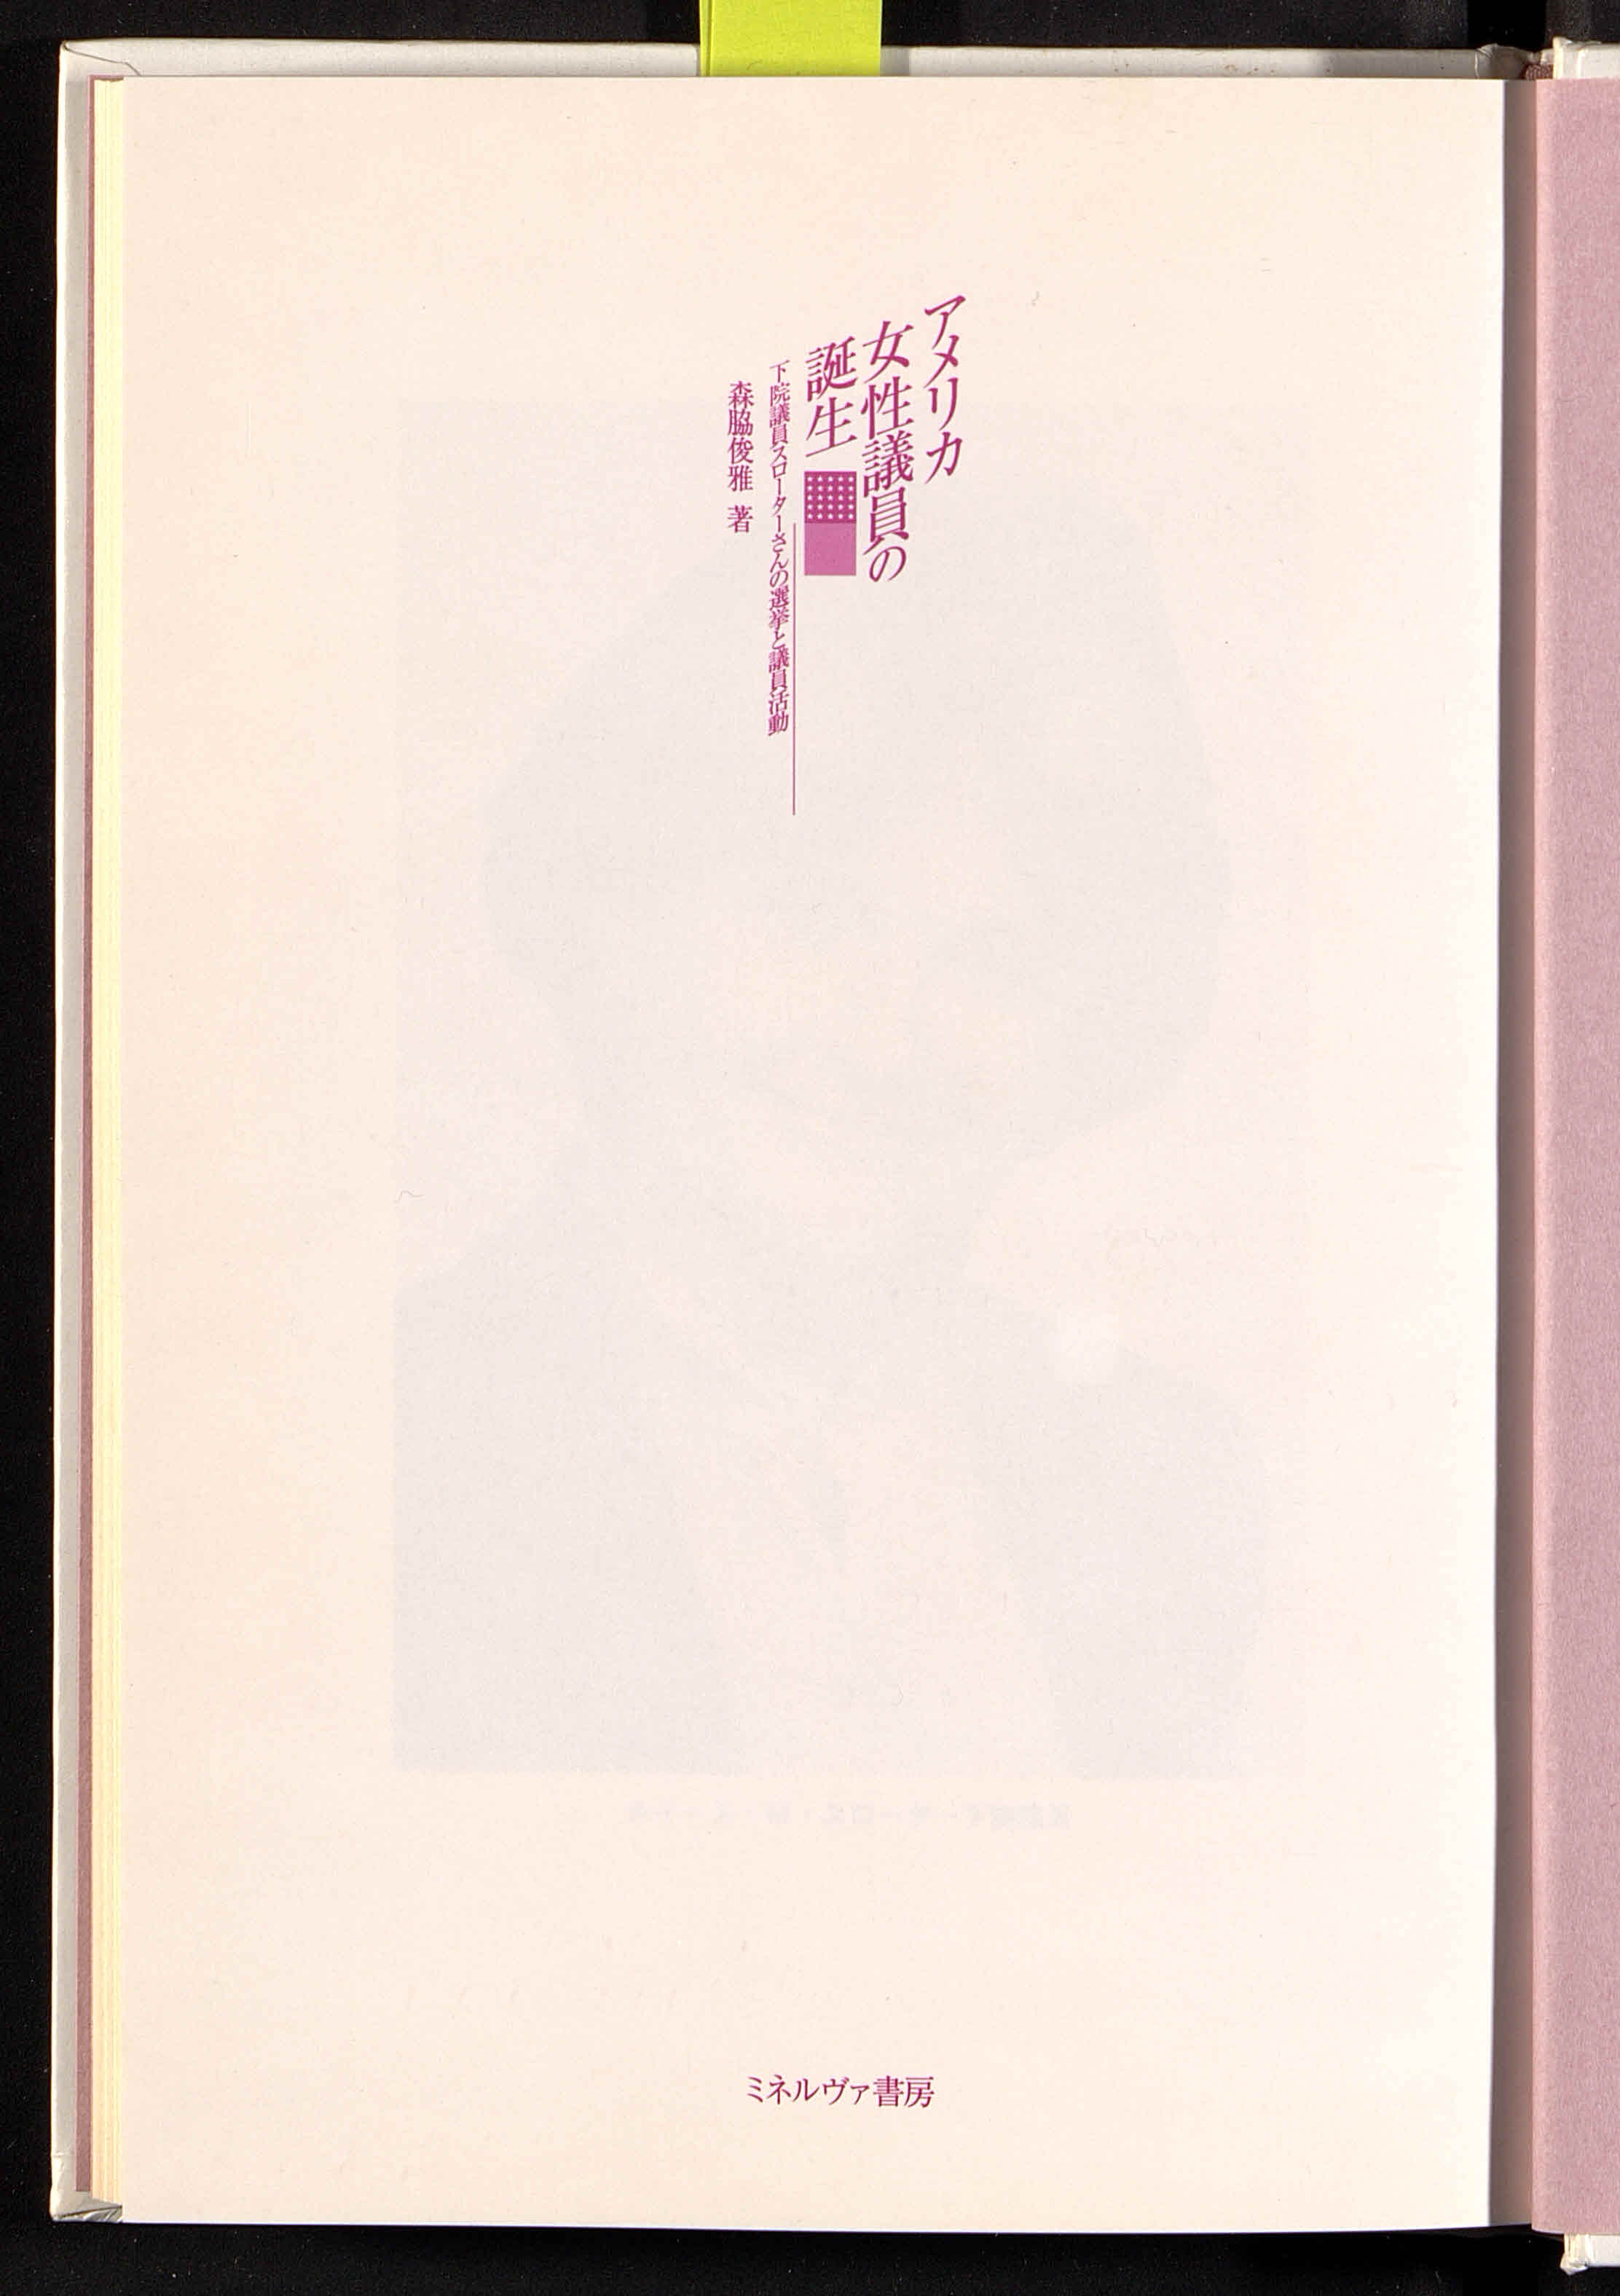 アメリカ
女性議員の
誕生
下院議員スローターさんの選挙と議員活動
森脇俊雅 著
ミネルヴァ書房